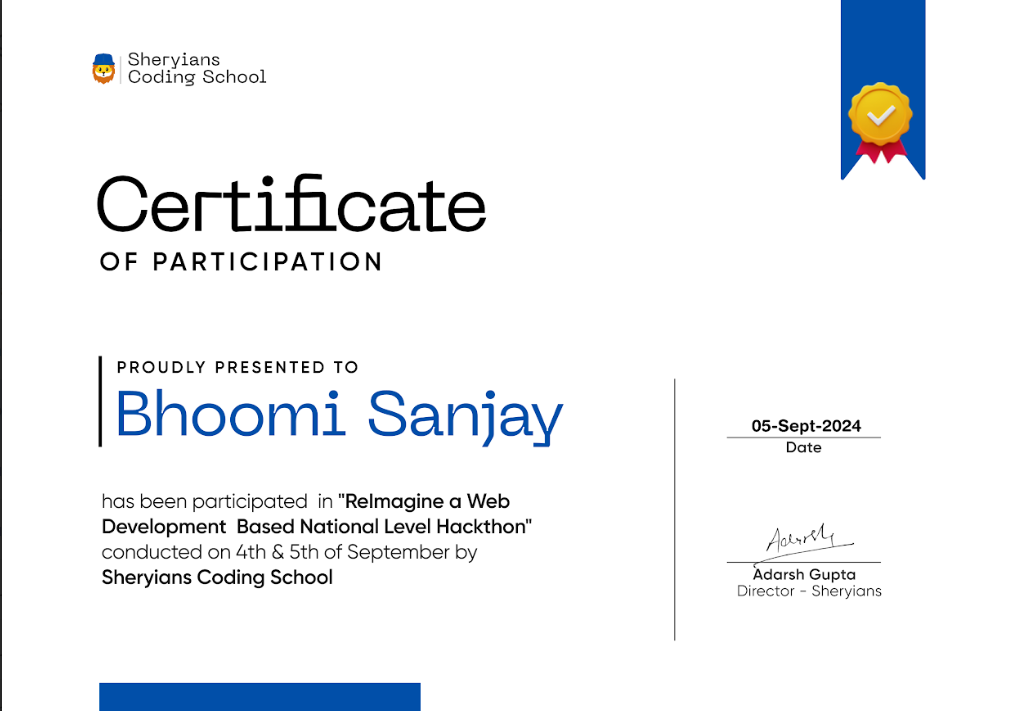 Sheryians
Coding School
Certificate
OF PARTICIPATION
PROUDLY PRESENTED TO
Bhoomi Sanjay
has been participated in "ReImagine a Web
Development Based National Level Hackthon"
conducted on 4th & 5th of September by
Sheryians Coding School
05-Sept-2024
Date
Adarsh
Adarsh Gupta
Director - Sheryians